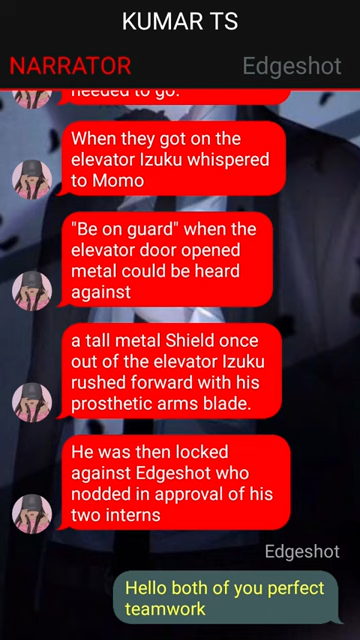 KUMAR TS
NARRATOR Edgeshot
needed to go.
When they got on the
elevator Izuku whispered
to Momo
"Be on guard" when the
elevator door opened
metal could be heard
against
a tall metal Shield once
out of the elevator Izuku
rushed forward with his
prosthetic arms blade.
He was then locked
against Edgeshot who
nodded in approval of his
two interns
Edgeshot
Hello both of you perfect
teamwork